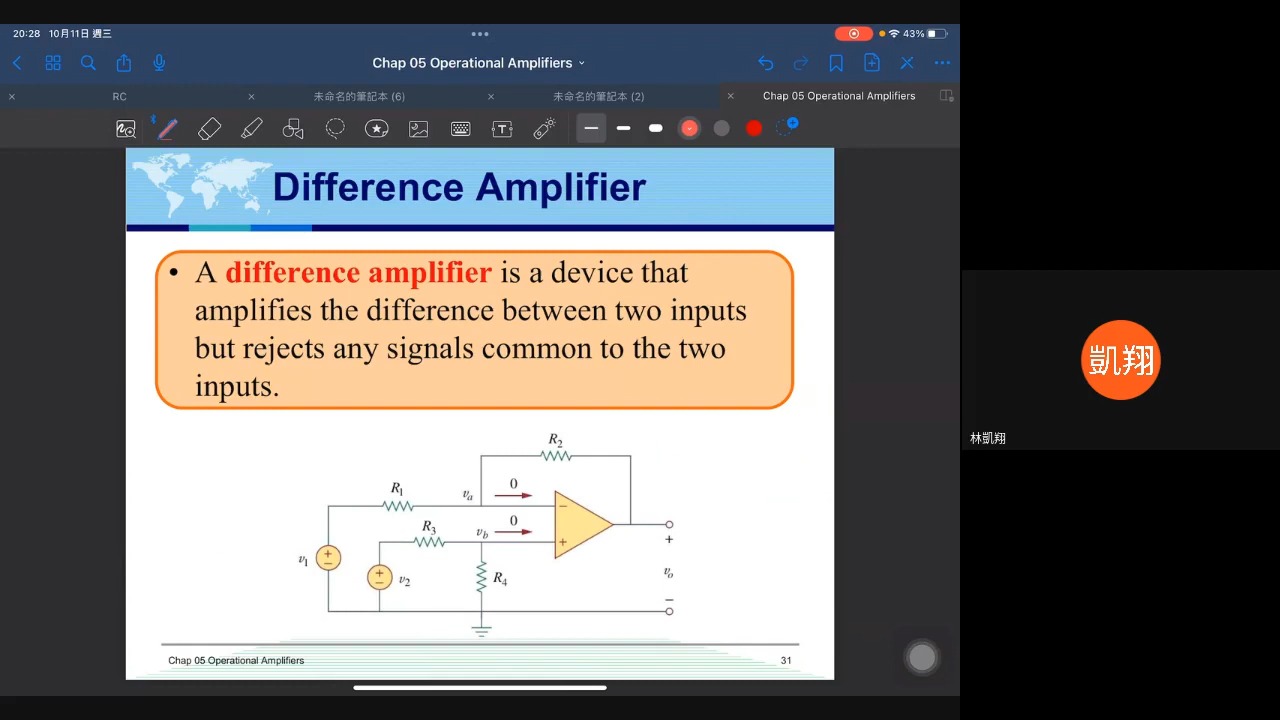 20:28 10月11日 週三
43%
Chap 05 Operational Amplifiers
RC
未命名的筆記本 (6)
未命名的筆記本 (2)
Chap 05 Operational Amplifiers
Difference Amplifier
• A difference amplifier is a device that
amplifies the difference between two inputs
but rejects any signals common to the two
inputs.
R2
R1
va
0
R3
vb
0
v1
+
−
+
−
v2
R4
−
+
+
vo
−
Chap 05 Operational Amplifiers
31
凱翔
林凱翔